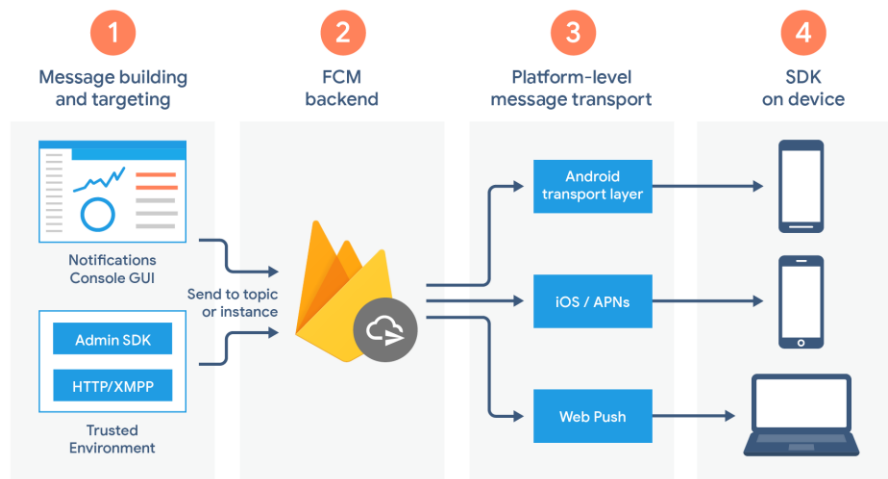 1
Message building
and targeting
2
FCM
backend
3
Platform-level
message transport
4
SDK
on device
Notifications
Console GUI
Admin SDK
HTTP/XMPP
Trusted
Environment
Send to topic
or instance
Android
transport layer
iOS / APNs
Web Push